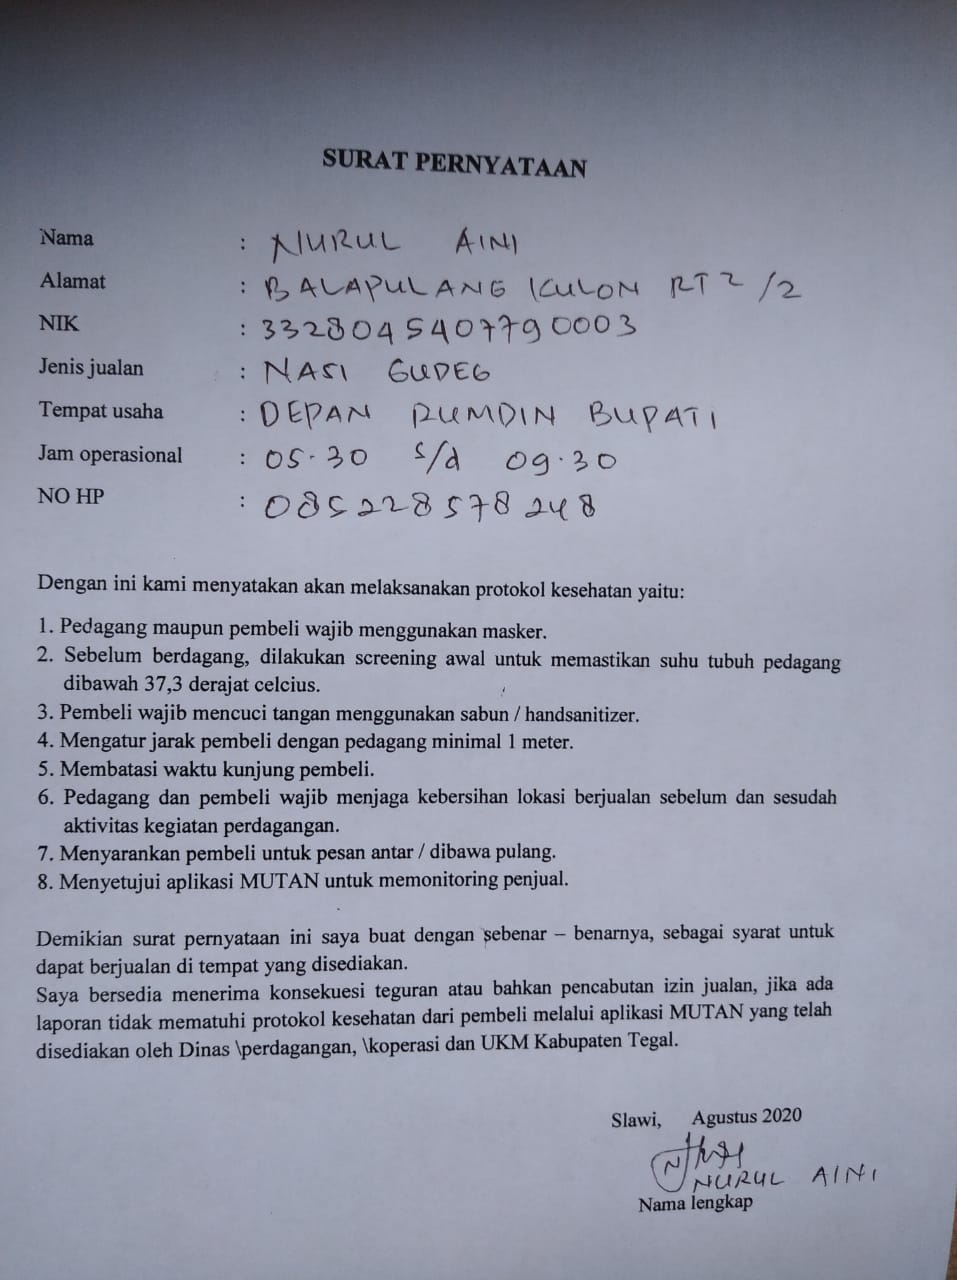 SURAT PERNYATAAN
Nama : NURUL AINI
Alamat : BALAPULANG KULON RT 2 /2
NIK : 3328045407790003
Jenis jualan : NASI GUDEG
Tempat usaha : DEPAN RUMDIN BUPATI
Jam operasional : 05.30 s/d 09.30
NO HP : 085228578248
Dengan ini kami menyatakan akan melaksanakan protokol kesehatan yaitu:
1. Pedagang maupun pembeli wajib menggunakan masker.
2. Sebelum berdagang, dilakukan screening awal untuk memastikan suhu tubuh pedagang
dibawah 37,3 derajat celcius.
3. Pembeli wajib mencuci tangan menggunakan sabun / handsanitizer.
4. Mengatur jarak pembeli dengan pedagang minimal 1 meter.
5. Membatasi waktu kunjung pembeli.
6. Pedagang dan pembeli wajib menjaga kebersihan lokasi berjualan sebelum dan sesudah
aktivitas kegiatan perdagangan.
7. Menyarankan pembeli untuk pesan antar / dibawa pulang.
8. Menyetujui aplikasi MUTAN untuk memonitoring penjual.
Demikian surat pernyataan ini saya buat dengan sebenar – benarnya, sebagai syarat untuk
dapat berjualan di tempat yang disediakan.
Saya bersedia menerima konsekuesi teguran atau bahkan pencabutan izin jualan, jika ada
laporan tidak mematuhi protokol kesehatan dari pembeli melalui aplikasi MUTAN yang telah
disediakan oleh Dinas \perdagangan, \koperasi dan UKM Kabupaten Tegal.
Slawi, Agustus 2020
NURUL AINI
Nama lengkap